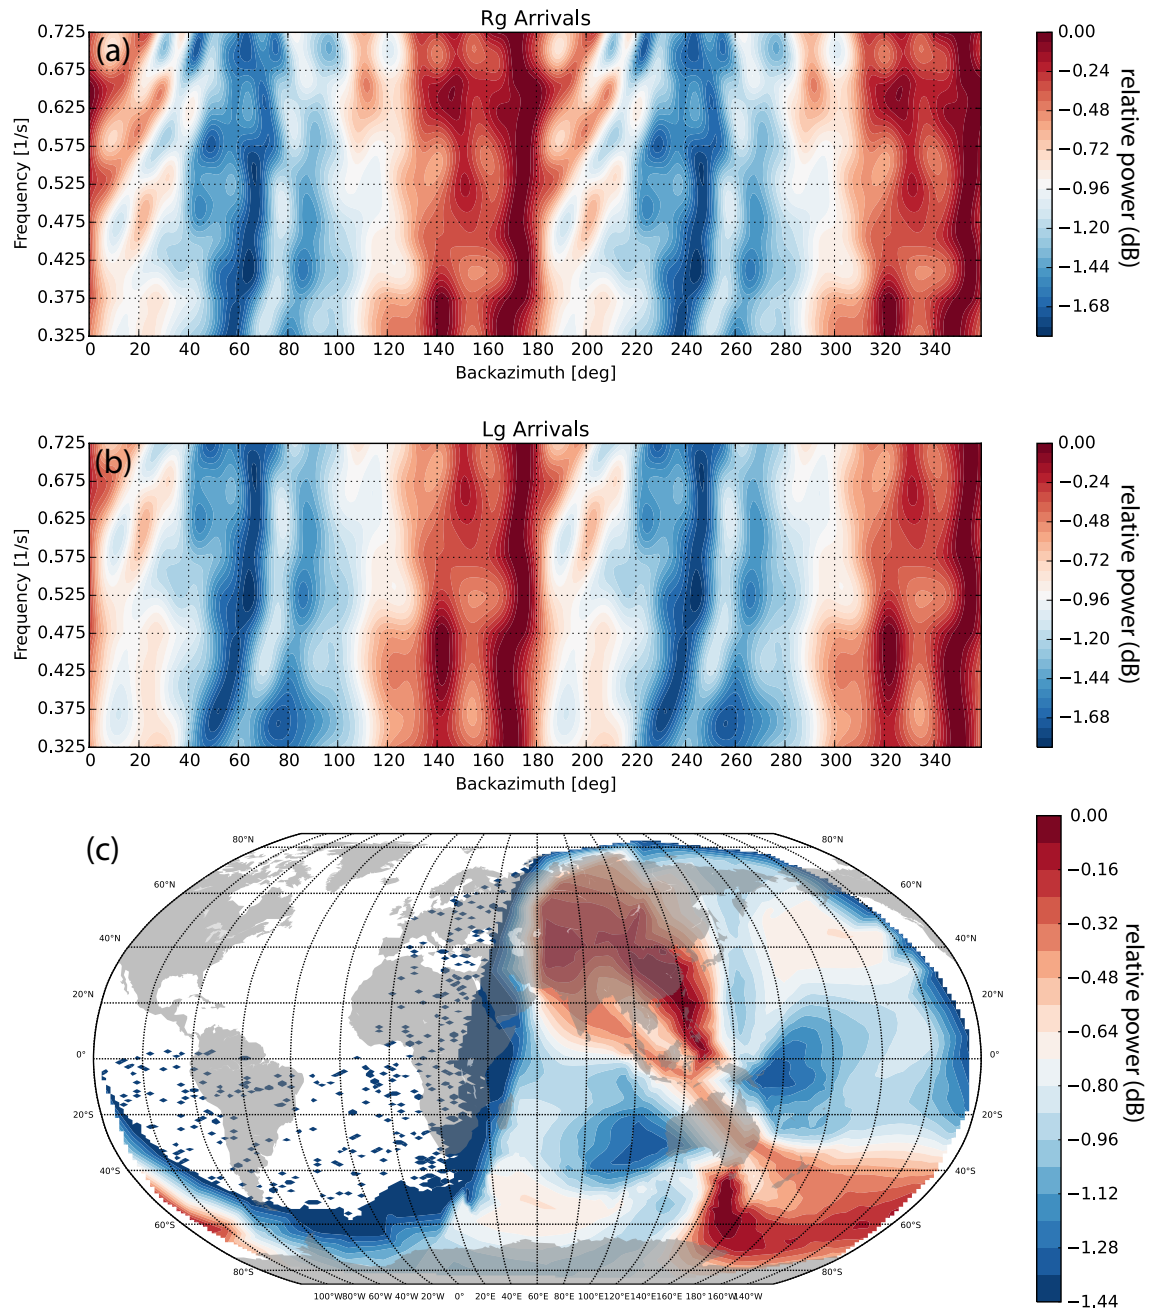 Rg Arrivals
(a)
0.725
0.675
0.625
0.575
0.525
0.475
0.425
0.375
0.325
Frequency [1/s]
0 20 40 60 80 100 120 140 160 180 200 220 240 260 280 300 320 340
Backazimuth [deg]
0.00
−0.24
−0.48
−0.72
−0.96
−1.20
−1.44
−1.68
relative power (dB)
Lg Arrivals
(b)
0.725
0.675
0.625
0.575
0.525
0.475
0.425
0.375
0.325
Frequency [1/s]
0 20 40 60 80 100 120 140 160 180 200 220 240 260 280 300 320 340
Backazimuth [deg]
0.00
−0.24
−0.48
−0.72
−0.96
−1.20
−1.44
−1.68
relative power (dB)
(c)
80°N 80°N
60°N 60°N
40°N 40°N
20°N 20°N
0° 0°
20°S 20°S
40°S 40°S
60°S 60°S
80°S 80°S
100°W 80°W 60°W 40°W 20°W 0° 20°E 40°E 60°E 80°E 100°E 120°E 140°E 160°E 180° 160°W 140°W
0.00
−0.16
−0.32
−0.48
−0.64
−0.80
−0.96
−1.12
−1.28
−1.44
relative power (dB)